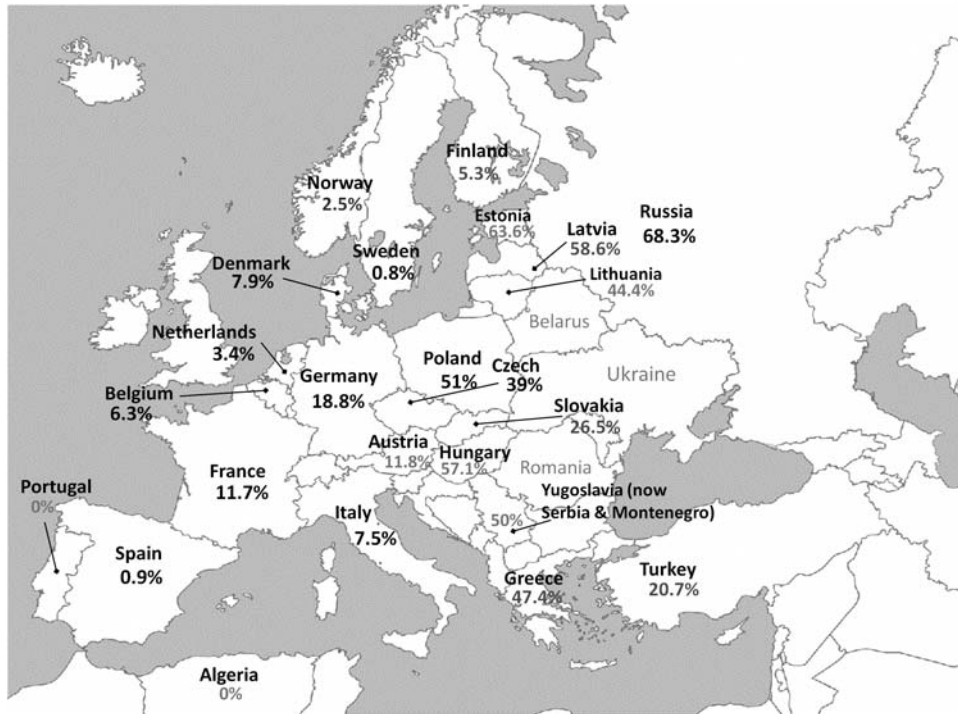 Finland
5.3%
Norway
2.5%
Estonia
63.6%
Latvia
58.6%
Russia
68.3%
Sweden
0.8%
Denmark
7.9%
Lithuania
44.4%
Belarus
Netherlands
3.4%
Poland
51%
Czech
39%
Germany
18.8%
Ukraine
Belgium
6.3%
Slovakia
26.5%
Austria
11.8%
Hungary
57.1%
Romania
France
11.7%
Portugal
0%
Yugoslavia (now
Serbia & Montenegro)
50%
Italy
7.5%
Spain
0.9%
Greece
47.4%
Turkey
20.7%
Algeria
0%